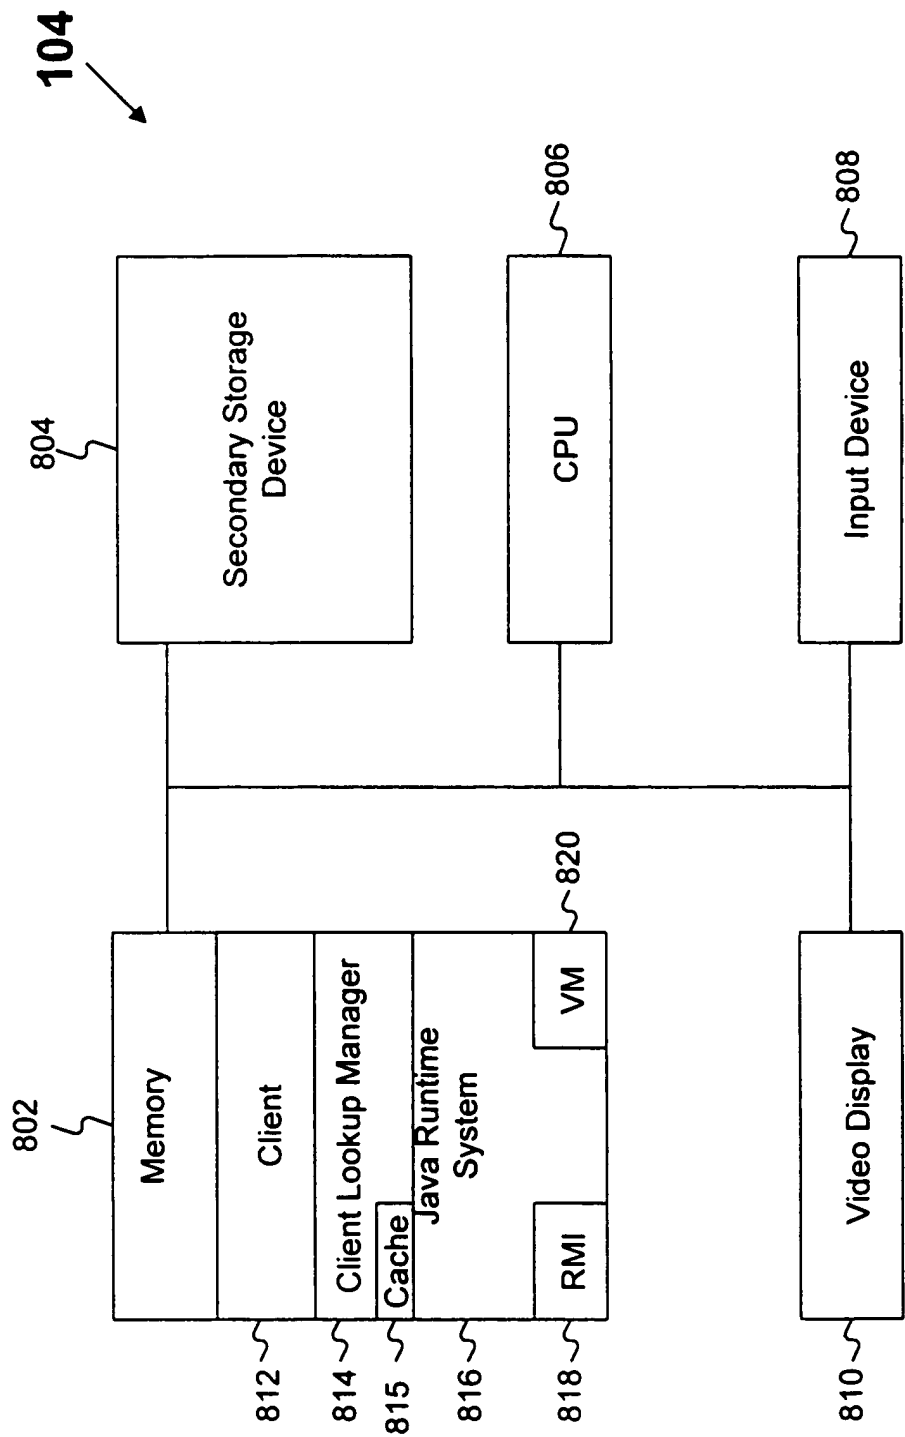 104
802
Memory
Client
Client Lookup Manager
Cache
Java Runtime
System
RMI
VM
812
814
815
816
818
820
804
Secondary Storage
Device
CPU
806
Video Display
810
Input Device
808